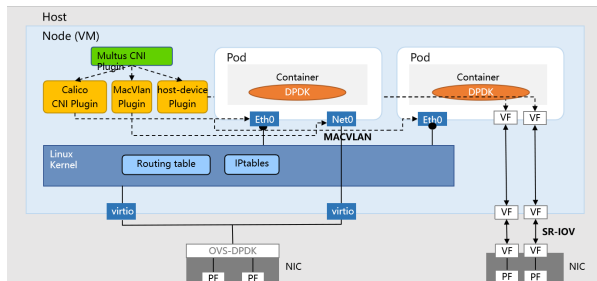 Host
Node (VM)
Multus CNI
Plugin
Calico
CNI Plugin
MacVlan
Plugin
host-device
Plugin
Pod
Container
DPDK
Eth0
Net0
MACVLAN
Pod
Container
DPDK
Eth0
VF
VF
Linux
Kernel
Routing table
IPtables
virtio
virtio
VF
VF
SR-IOV
OVS-DPDK
VF
VF
NIC
PF
PF
NIC
PF
PF